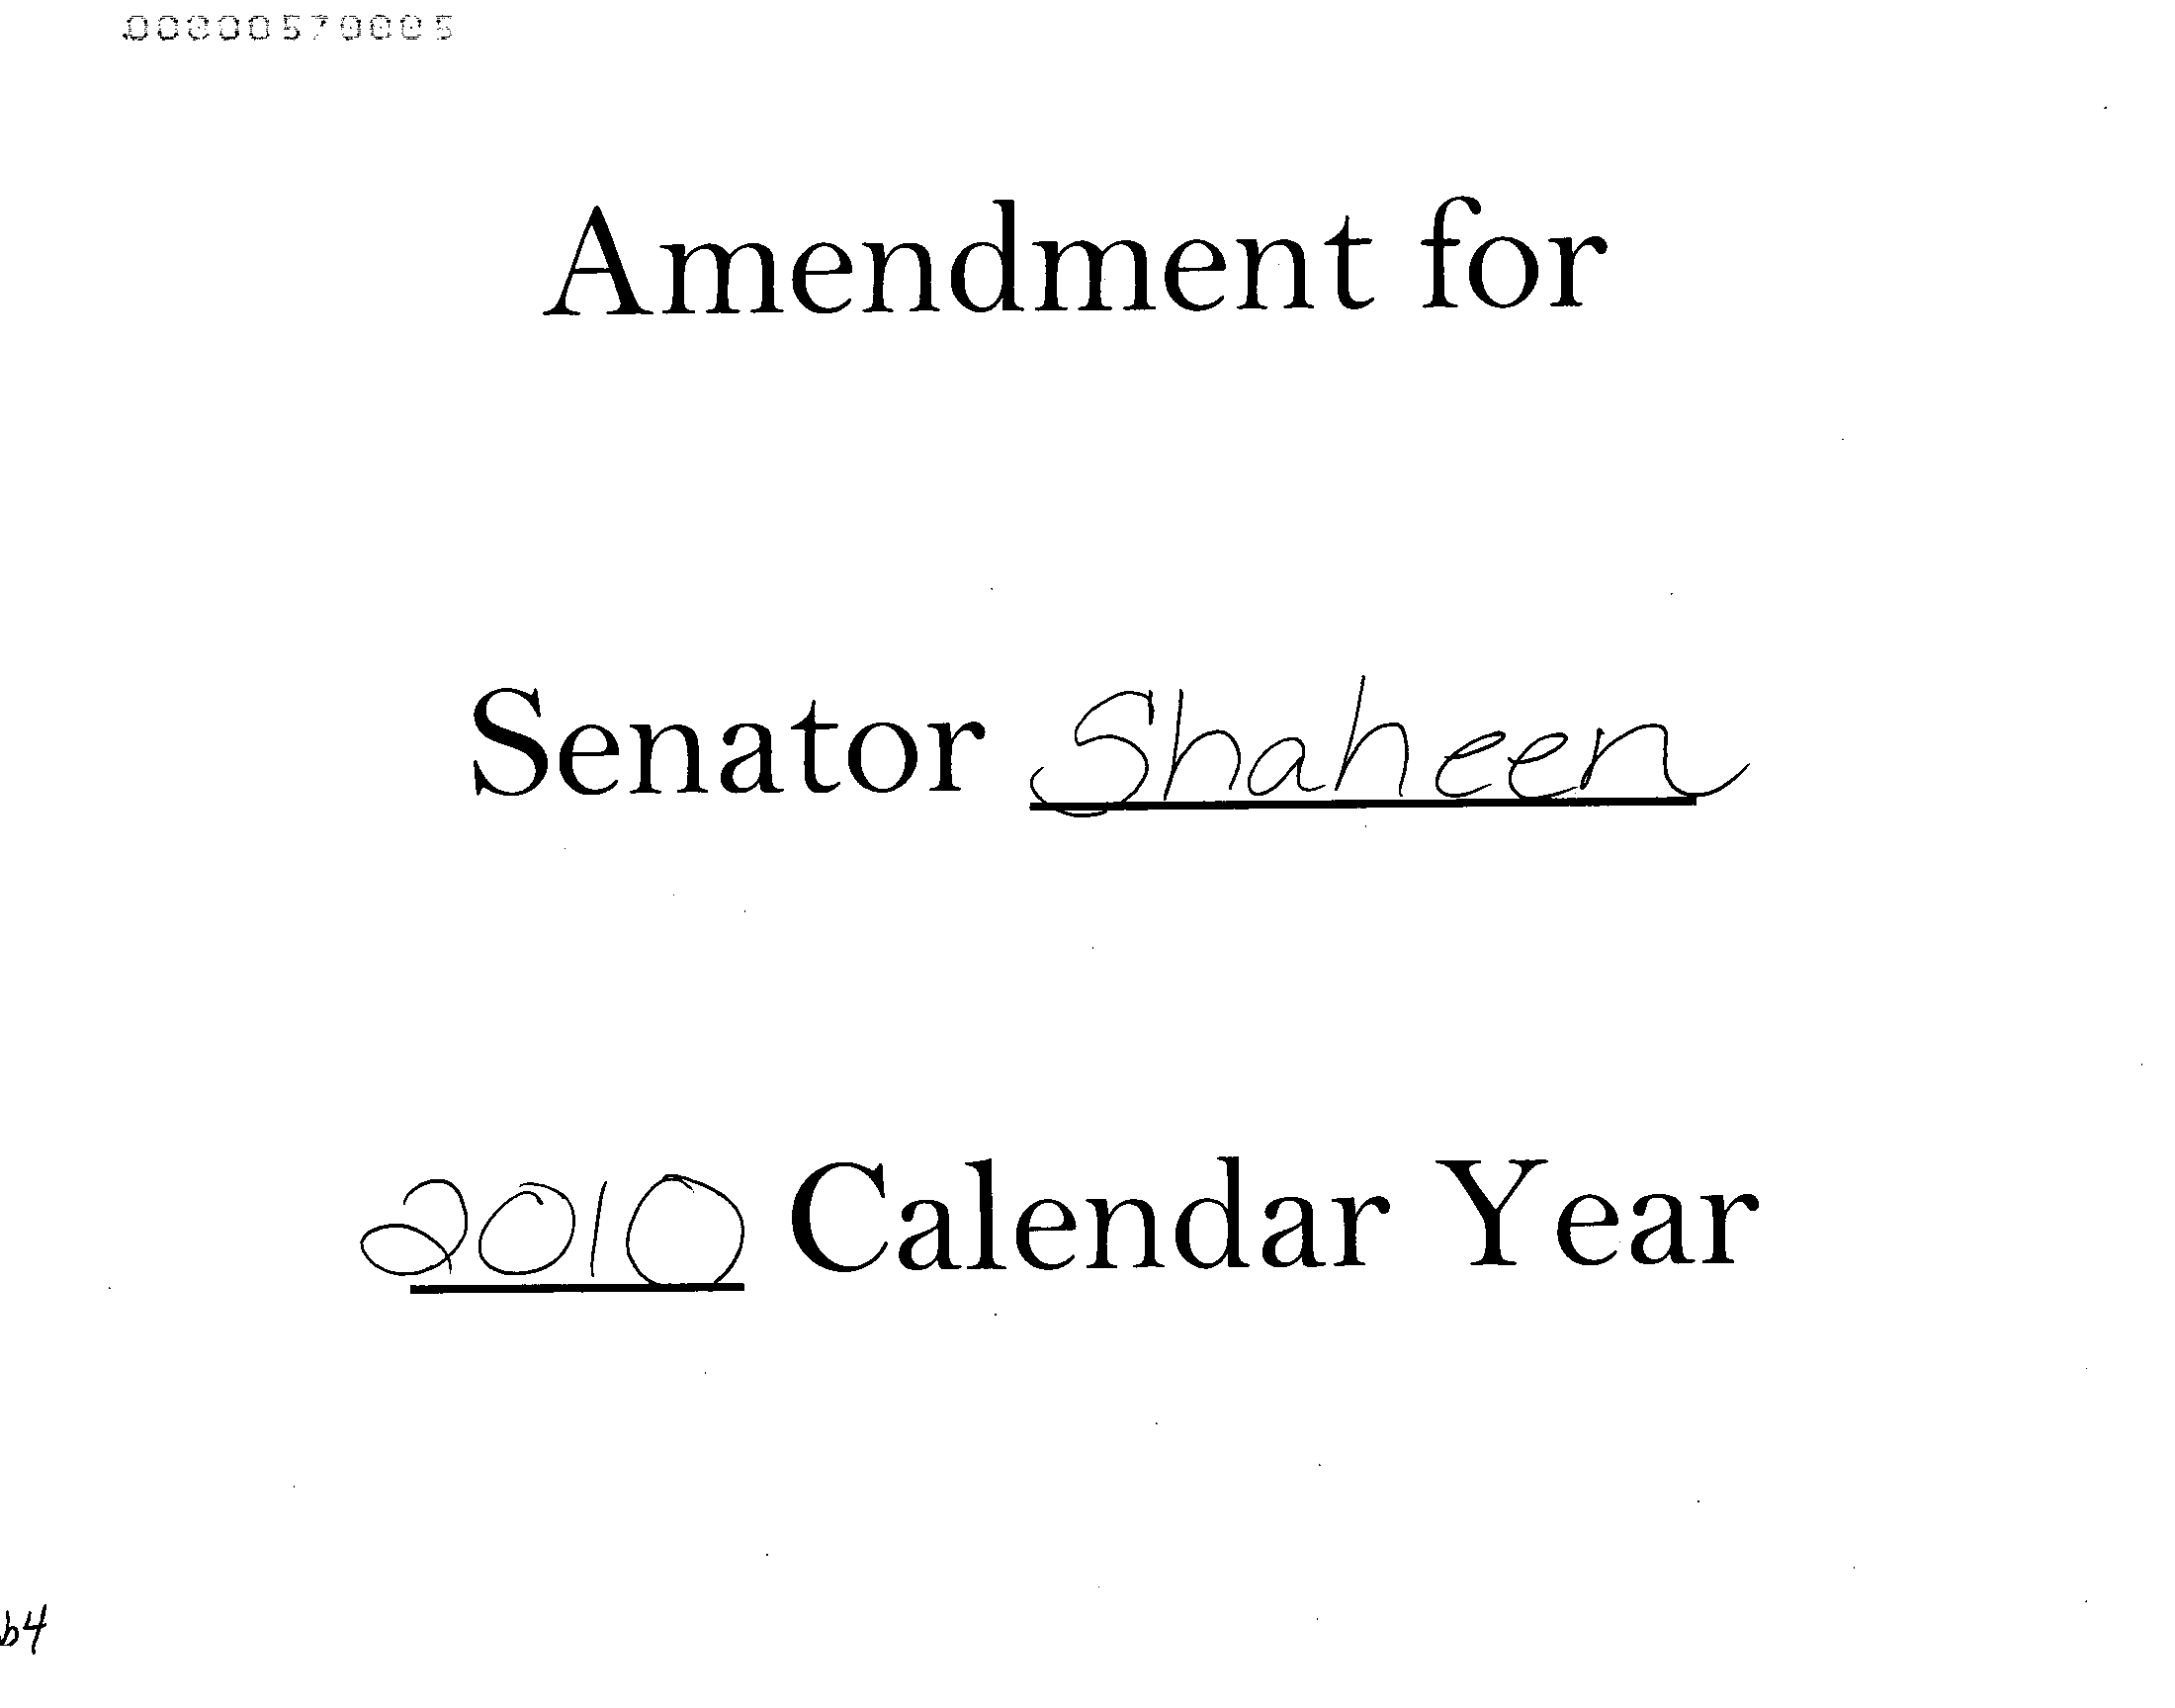 00000570005
Amendment for
Senator Shaheen
2010 Calendar Year
b4